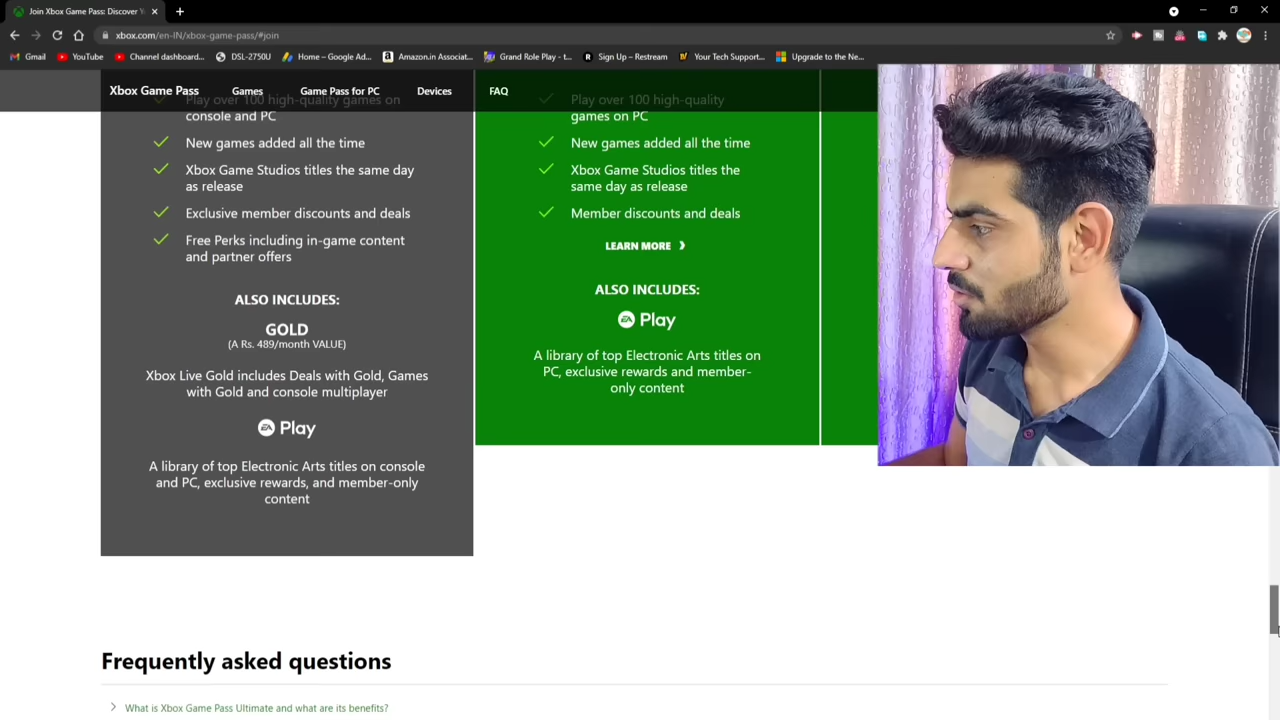 Join Xbox Game Pass: Discover Y
xbox.com/en-IN/xbox-game-pass/#join
Gmail
YouTube
Channel dashboard...
DSL-2750U
Home – Google Ad...
Amazon.in Associat...
Grand Role Play - t...
Sign Up – Restream
Your Tech Support...
Upgrade to the Ne...
Xbox Game Pass
Games
Game Pass for PC
Devices
FAQ
Play over 100 high-quality games on
console and PC
New games added all the time
Xbox Game Studios titles the same day
as release
Exclusive member discounts and deals
Free Perks including in-game content
and partner offers
ALSO INCLUDES:
GOLD
(A Rs. 489/month VALUE)
Xbox Live Gold includes Deals with Gold, Games
with Gold and console multiplayer
EA Play
A library of top Electronic Arts titles on console
and PC, exclusive rewards, and member-only
content
Play over 100 high-quality
games on PC
New games added all the time
Xbox Game Studios titles the
same day as release
Member discounts and deals
LEARN MORE
ALSO INCLUDES:
EA Play
A library of top Electronic Arts titles on
PC, exclusive rewards and member-
only content
Frequently asked questions
What is Xbox Game Pass Ultimate and what are its benefits?